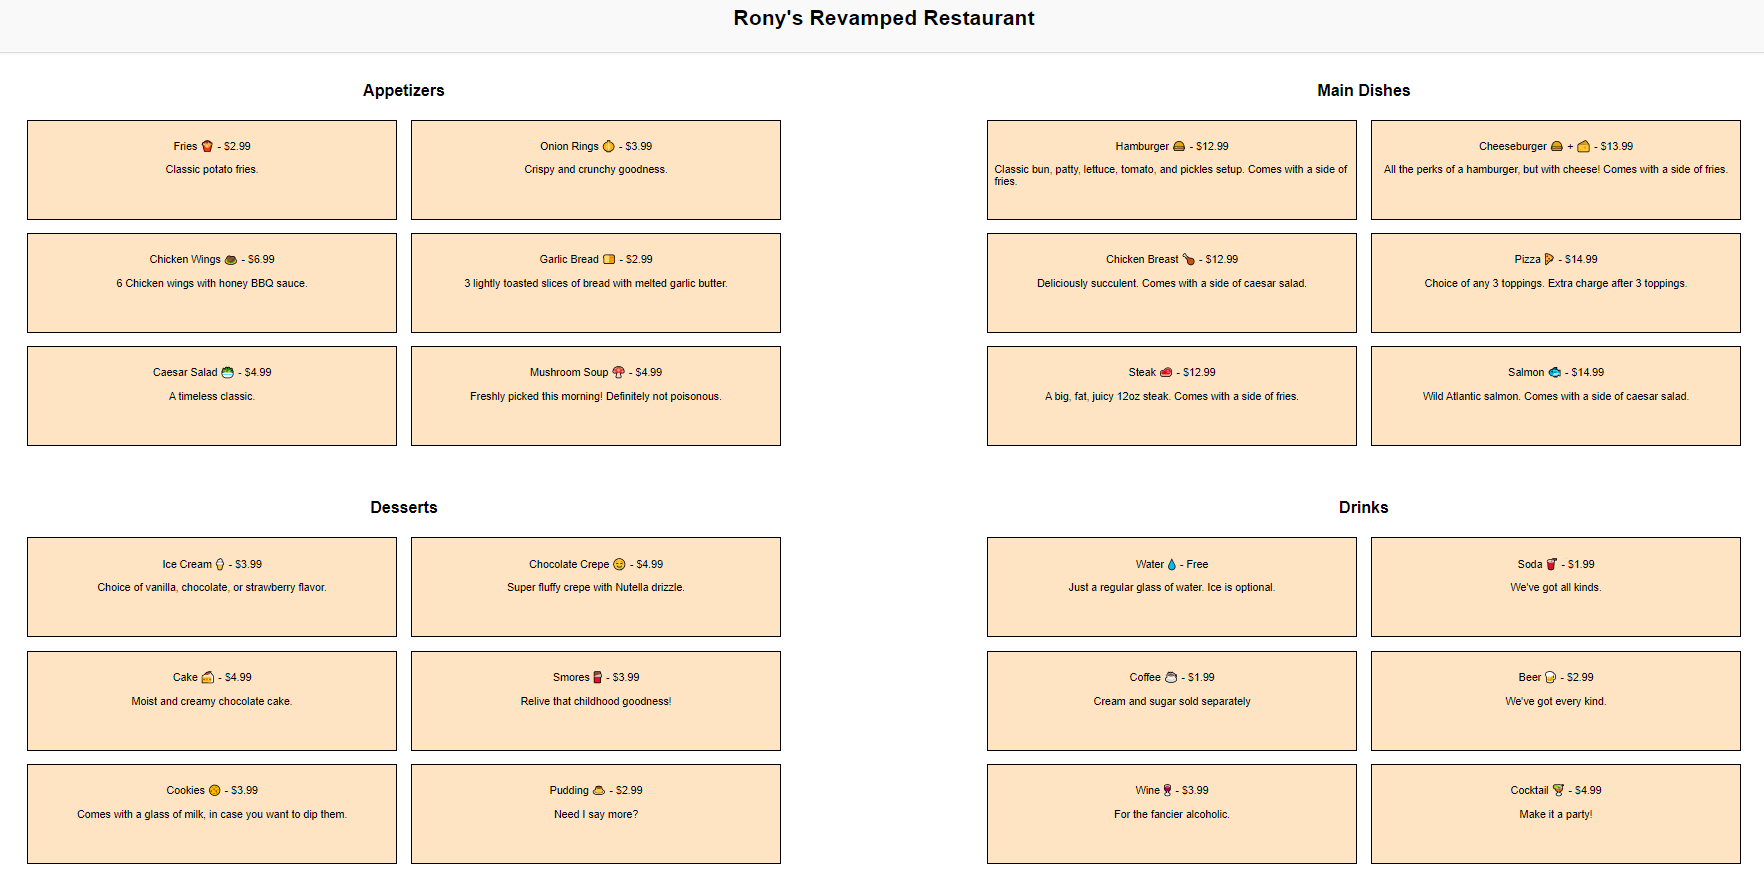 Rony's Revamped Restaurant
Appetizers
Fries 🍟 - $2.99
Classic potato fries.
Onion Rings 🧅 - $3.99
Crispy and crunchy goodness.
Chicken Wings - $6.99
6 Chicken wings with honey BBQ sauce.
Garlic Bread 🍞 - $2.99
3 lightly toasted slices of bread with melted garlic butter.
Caesar Salad 🥗 - $4.99
A timeless classic.
Mushroom Soup 🍄 - $4.99
Freshly picked this morning! Definitely not poisonous.
Main Dishes
Hamburger 🍔 - $12.99
Classic bun, patty, lettuce, tomato, and pickles setup. Comes with a side of
fries.
Cheeseburger 🍔 + 🧀 - $13.99
All the perks of a hamburger, but with cheese! Comes with a side of fries.
Chicken Breast 🍗 - $12.99
Deliciously succulent. Comes with a side of caesar salad.
Pizza 🍕 - $14.99
Choice of any 3 toppings. Extra charge after 3 toppings.
Steak 🥩 - $12.99
A big, fat, juicy 12oz steak. Comes with a side of fries.
Salmon 🐟 - $14.99
Wild Atlantic salmon. Comes with a side of caesar salad.
Desserts
Ice Cream 🍦 - $3.99
Choice of vanilla, chocolate, or strawberry flavor.
Chocolate Crepe 😋 - $4.99
Super fluffy crepe with Nutella drizzle.
Cake 🍰 - $4.99
Moist and creamy chocolate cake.
Smores 🍫 - $3.99
Relive that childhood goodness!
Cookies 🍪 - $3.99
Comes with a glass of milk, in case you want to dip them.
Pudding 🍮 - $2.99
Need I say more?
Drinks
Water 💧 - Free
Just a regular glass of water. Ice is optional.
Soda 🥤 - $1.99
We've got all kinds.
Coffee ☕ - $1.99
Cream and sugar sold separately
Beer 🍺 - $2.99
We've got every kind.
Wine 🍷 - $3.99
For the fancier alcoholic.
Cocktail 🍹 - $4.99
Make it a party!